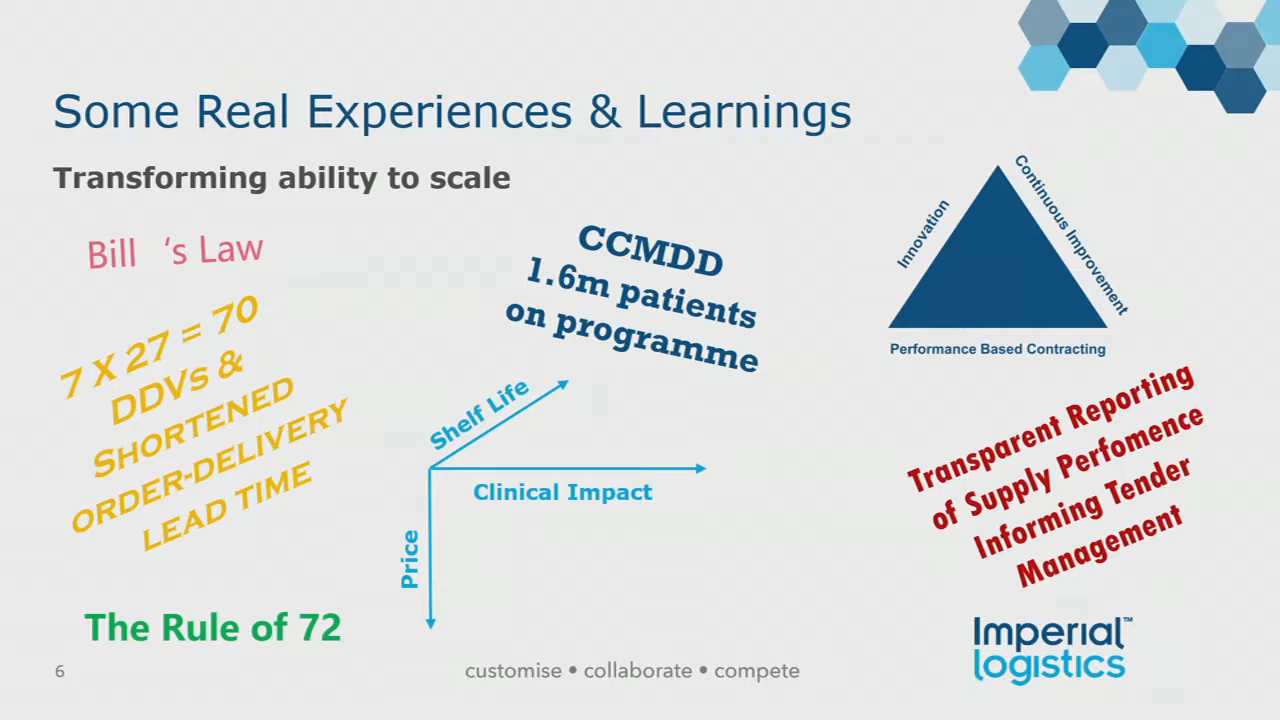 Some Real Experiences & Learnings
Transforming ability to scale
Bill 's Law
7 X 27 = 70
DDVs &
Shortened
order-delivery
lead time
The Rule of 72
CCMDD
1.6m patients
on programme
Shelf Life
Clinical Impact
Price
Innovation
Continuous Improvement
Performance Based Contracting
Transparent Reporting
of Supply Perfomence
Informing Tender
Management
Imperial™
logistics
6
customise • collaborate • compete